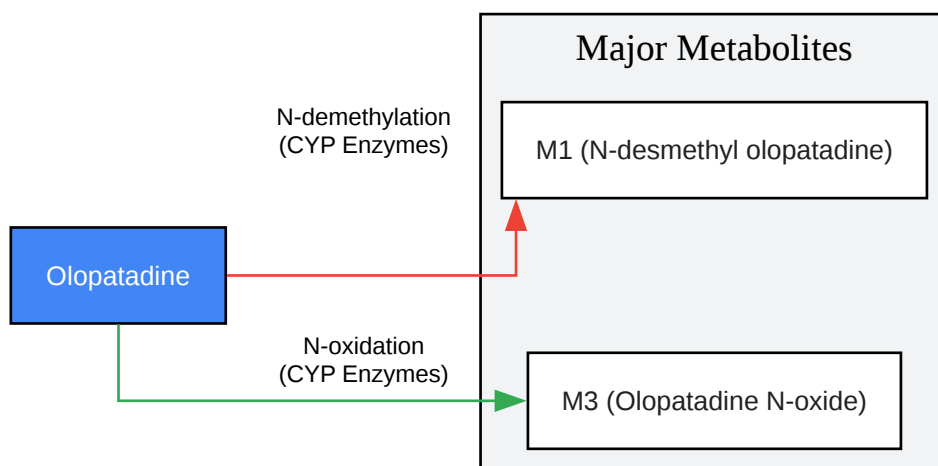 Major Metabolites
N-demethylation
(CYP Enzymes)
M1 (N-desmethyl olopatadine)
Olopatadine
N-oxidation
(CYP Enzymes)
M3 (Olopatadine N-oxide)